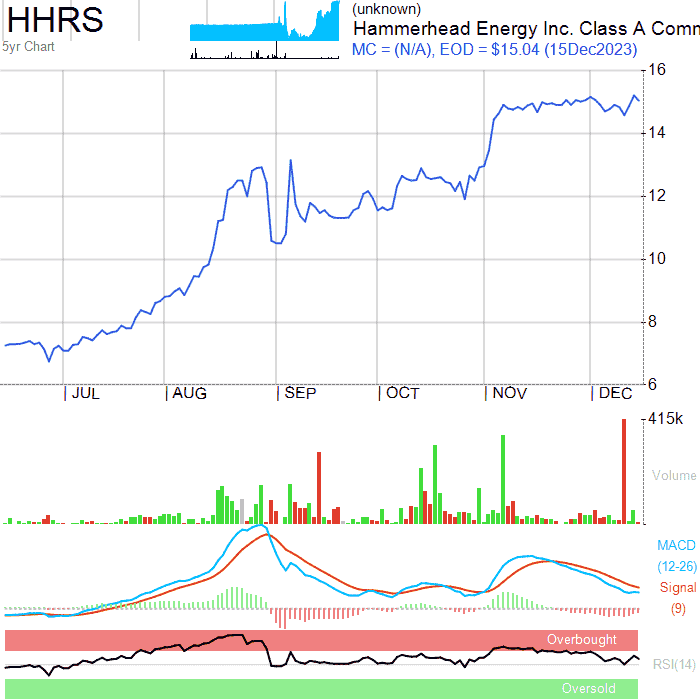 HHRS
5yr Chart
(unknown)
Hammerhead Energy Inc. Class A Comm
MC = (N/A), EOD = $15.04 (15Dec2023)
16
14
12
10
8
6
JUL AUG SEP OCT NOV DEC
415k
Volume
MACD
(12-26)
Signal
(9)
Overbought
RSI(14)
Oversold